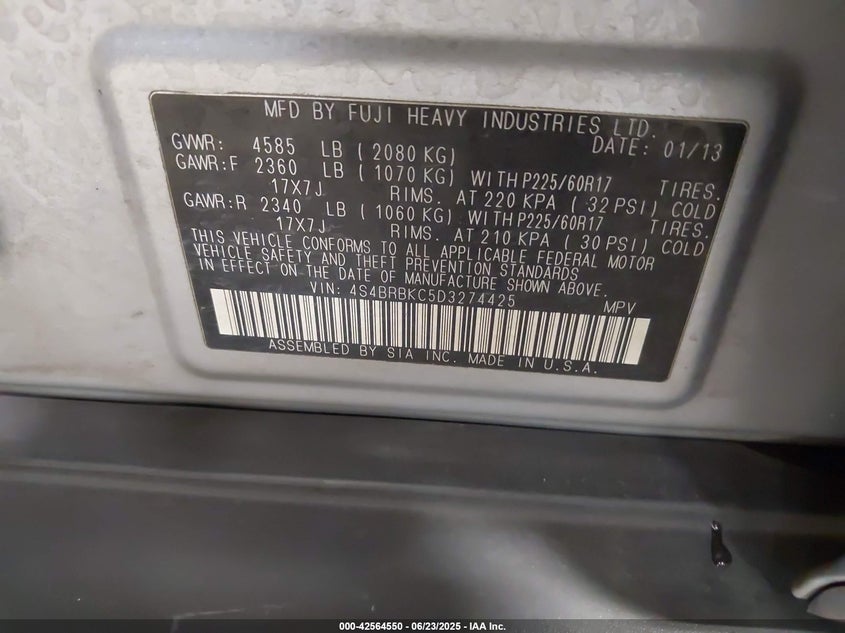 MFD BY FUJI HEAVY INDUSTRIES LTD.
GVWR: 4585 LB ( 2080 KG) DATE: 01/13
GAWR:F 2360 LB ( 1070 KG) WITH P225/60R17 TIRES.
17X7J RIMS. AT 220 KPA ( 32 PSI) COLD
GAWR:R 2340 LB ( 1060 KG) WITH P225/60R17 TIRES.
17X7J RIMS. AT 210 KPA ( 30 PSI) COLD
THIS VEHICLE CONFORMS TO ALL APPLICABLE FEDERAL MOTOR
VEHICLE SAFETY AND THEFT PREVENTION STANDARDS
IN EFFECT ON THE DATE OF MANUFACTURE SHOWN ABOVE.
VIN: 4S4BRBKC5D3274425 MPV
ASSEMBLED BY SIA INC. MADE IN U.S.A.
000-42564550 - 06/23/2025 - IAA Inc.